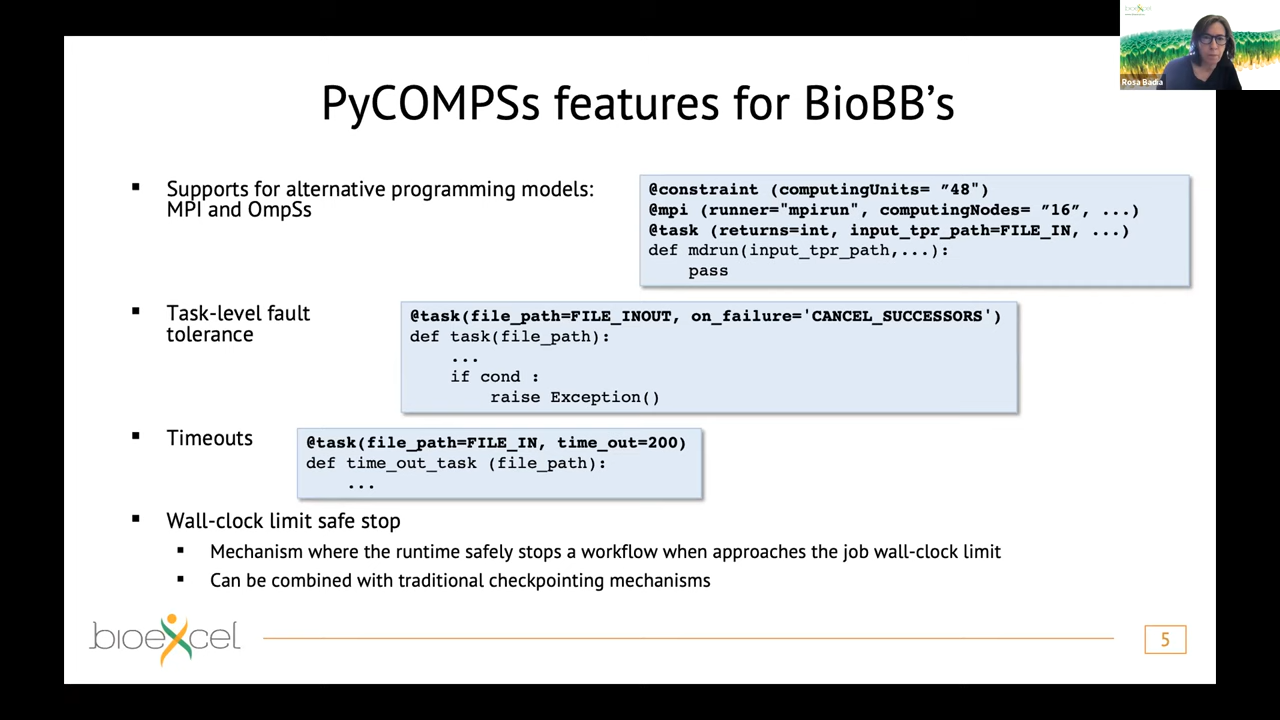 bioexcel
Rosa Badia
PyCOMPSs features for BioBB’s
▪ Supports for alternative programming models:
MPI and OmpSs
@constraint (computingUnits= ”48")
@mpi (runner="mpirun", computingNodes= ”16”, ...)
@task (returns=int, input_tpr_path=FILE_IN, ...)
def mdrun(input_tpr_path,...):
pass
▪ Task-level fault
tolerance
@task(file_path=FILE_INOUT, on_failure='CANCEL_SUCCESSORS')
def task(file_path):
...
if cond :
raise Exception()
▪ Timeouts
@task(file_path=FILE_IN, time_out=200)
def time_out_task (file_path):
...
▪ Wall-clock limit safe stop
▪ Mechanism where the runtime safely stops a workflow when approaches the job wall-clock limit
▪ Can be combined with traditional checkpointing mechanisms
bioexcel
5